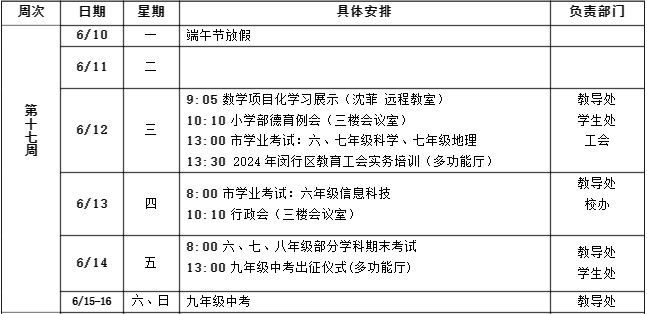 周次 日期 星期 具体安排 负责部门
第十七周
6/10 一 端午节放假
6/11 二
6/12 三
9:05 数学项目化学习展示（沈菲 远程教室）
10:10 小学部德育例会（三楼会议室）
13:00 市学业考试：六、七年级科学、七年级地理
13:30 2024年闵行区教育工会实务培训（多功能厅）
教导处
学生处
工会
6/13 四
8:00 市学业考试：六年级信息科技
10:10 行政会（三楼会议室）
教导处
校办
6/14 五
8:00 六、七、八年级部分学科期末考试
13:00 九年级中考出征仪式(多功能厅)
教导处
学生处
6/15-16 六、日 九年级中考 教导处